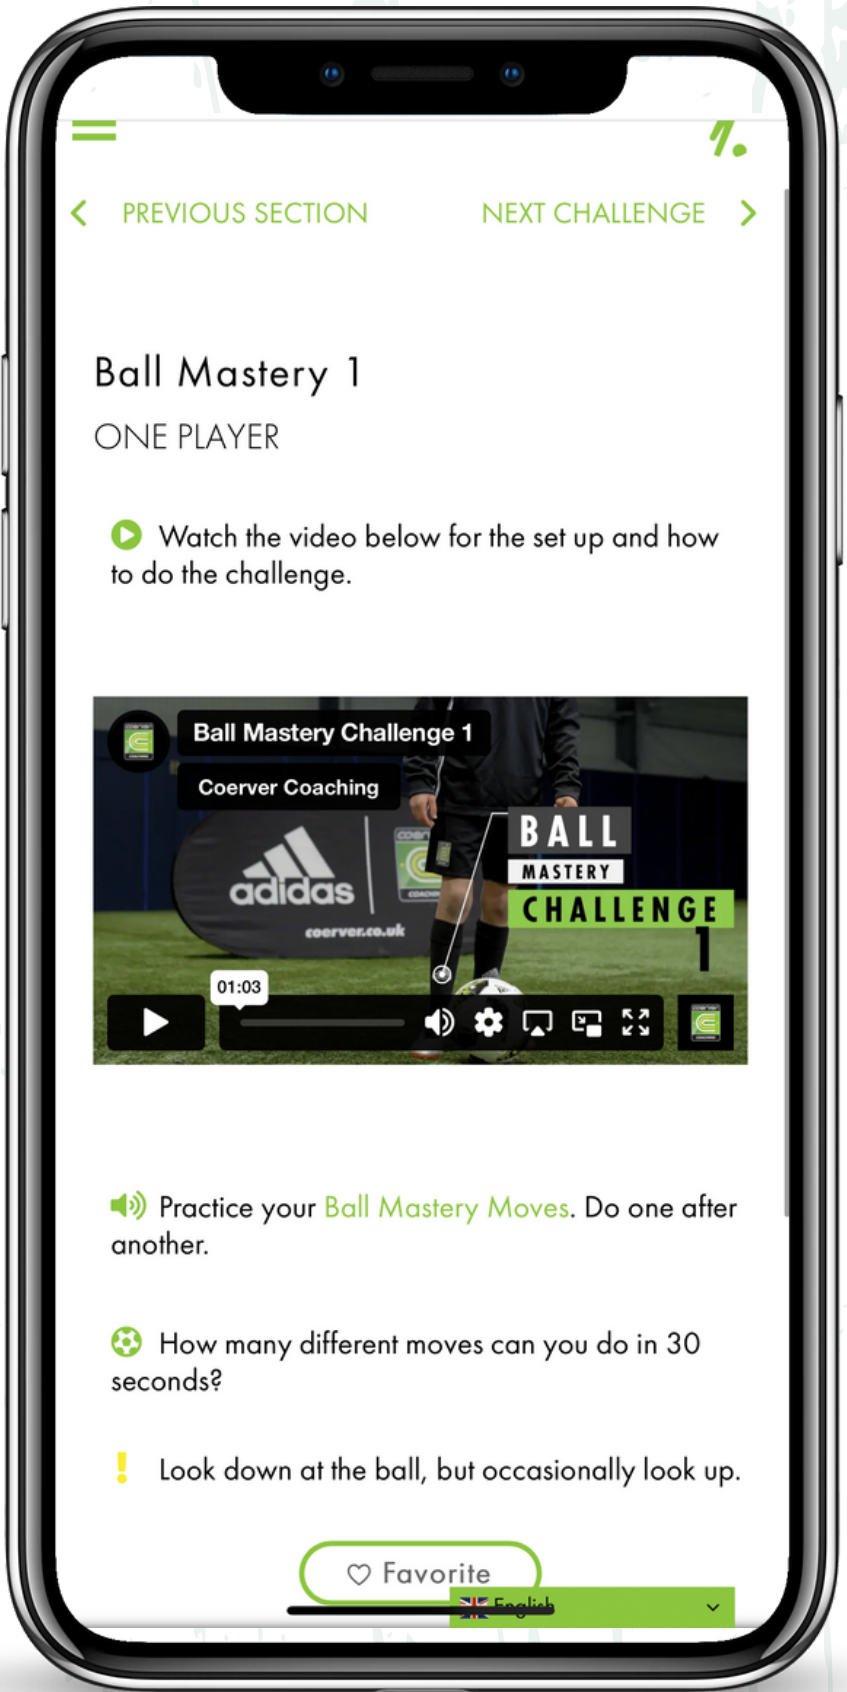 PREVIOUS SECTION
NEXT CHALLENGE
Ball Mastery 1
ONE PLAYER
Watch the video below for the set up and how
to do the challenge.
Ball Mastery Challenge 1
Coerver Coaching
BALL
MASTERY
CHALLENGE
1
adidas
coerver.co.uk
01:03
Practice your Ball Mastery Moves. Do one after
another.
How many different moves can you do in 30
seconds?
! Look down at the ball, but occasionally look up.
Favorite
English